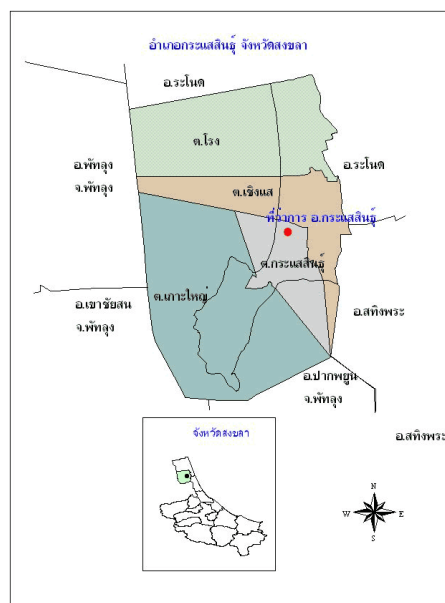 อำเภอกระแสสินธุ์ จังหวัดสงขลา
อ.ระโนด
ต.โรง
อ.พัทลุง
จ.พัทลุง
อ.ระโนด
ต.เชิงแส
ที่ว่าการ อ.กระแสสินธุ์
ต.กระแสสินธุ์
ต.เกาะใหญ่
อ.เขาชัยสน
จ.พัทลุง
อ.สทิงพระ
อ.ปากพยูน
จ.พัทลุง
อ.สทิงพระ
จังหวัดสงขลา
N
W
E
S